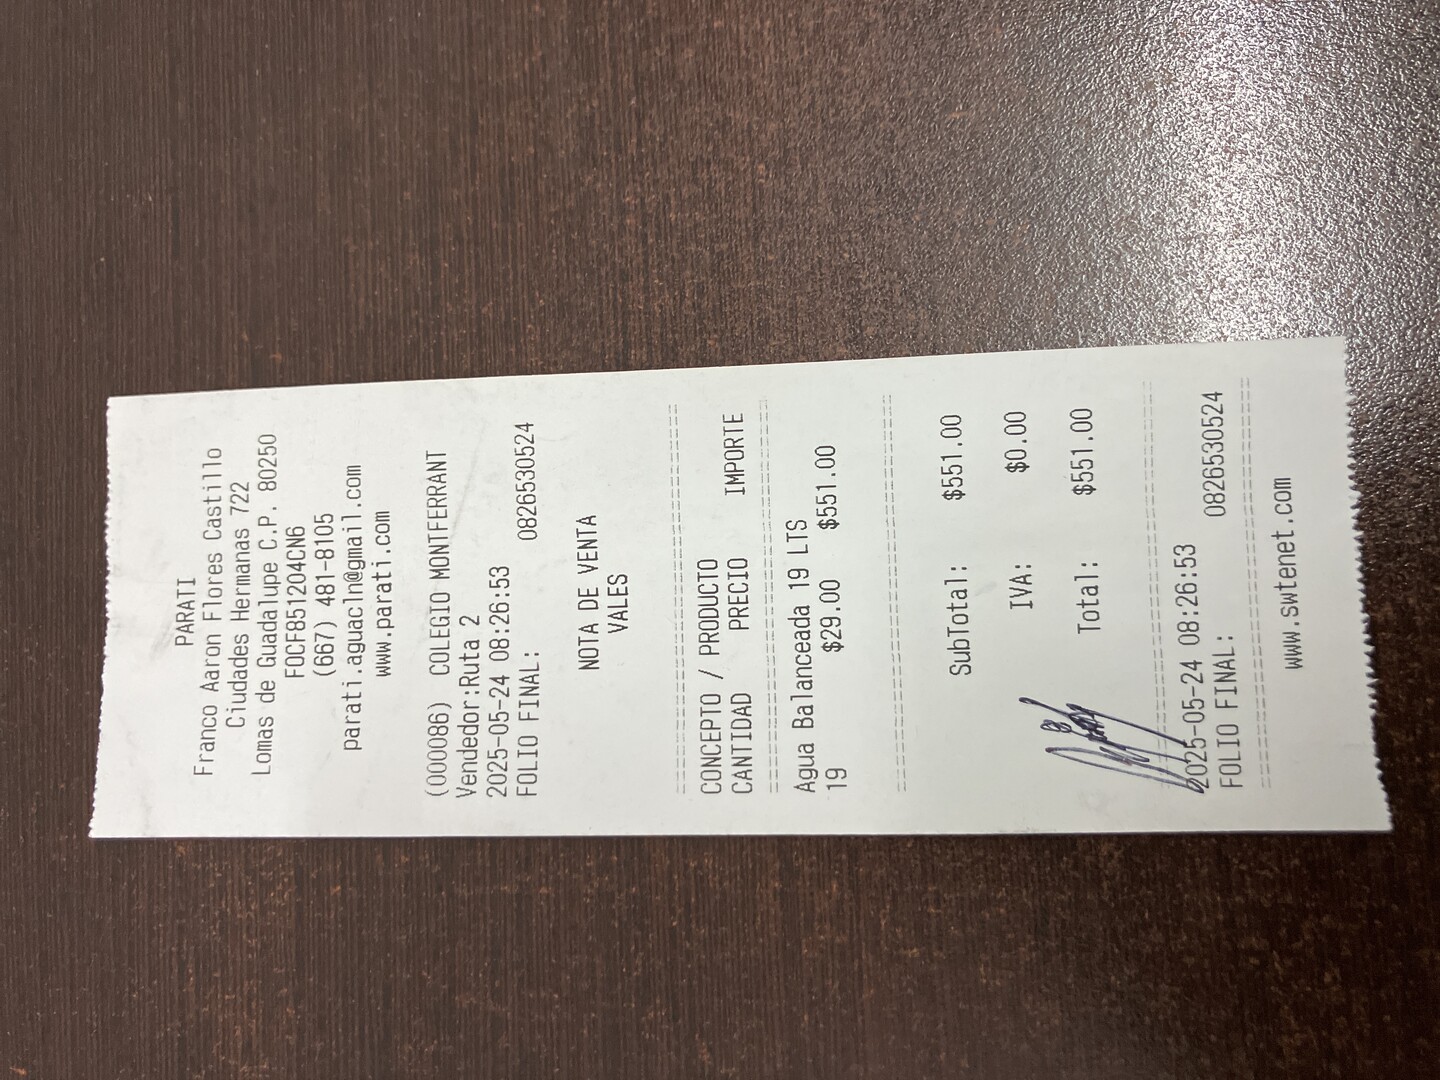 PARATI
Franco Aaron Flores Castillo
Ciudades Hermanas 722
Lomas de Guadalupe C.P. 80250
FOCF851204CN6
(667) 481-8105
parati.aguacln@gmail.com
www.parati.com
(000086) COLEGIO MONTFERRANT
Vendedor:Ruta 2
2025-05-24 08:26:53
FOLIO FINAL: 0826530524
NOTA DE VENTA
VALES
CONCEPTO / PRODUCTO
CANTIDAD PRECIO IMPORTE
Agua Balanceada 19 LTS
19 $29.00 $551.00
SubTotal: $551.00
IVA: $0.00
Total: $551.00
2025-05-24 08:26:53
FOLIO FINAL: 0826530524
www.swtenet.com